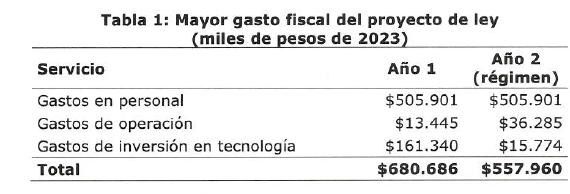 Tabla 1: Mayor gasto fiscal del proyecto de ley
(miles de pesos de 2023)
Servicio Año 1 Año 2 (régimen)
Gastos en personal $505.901 $505.901
Gastos de operación $13.445 $36.285
Gastos de inversión en tecnología $161.340 $15.774
Total $680.686 $557.960